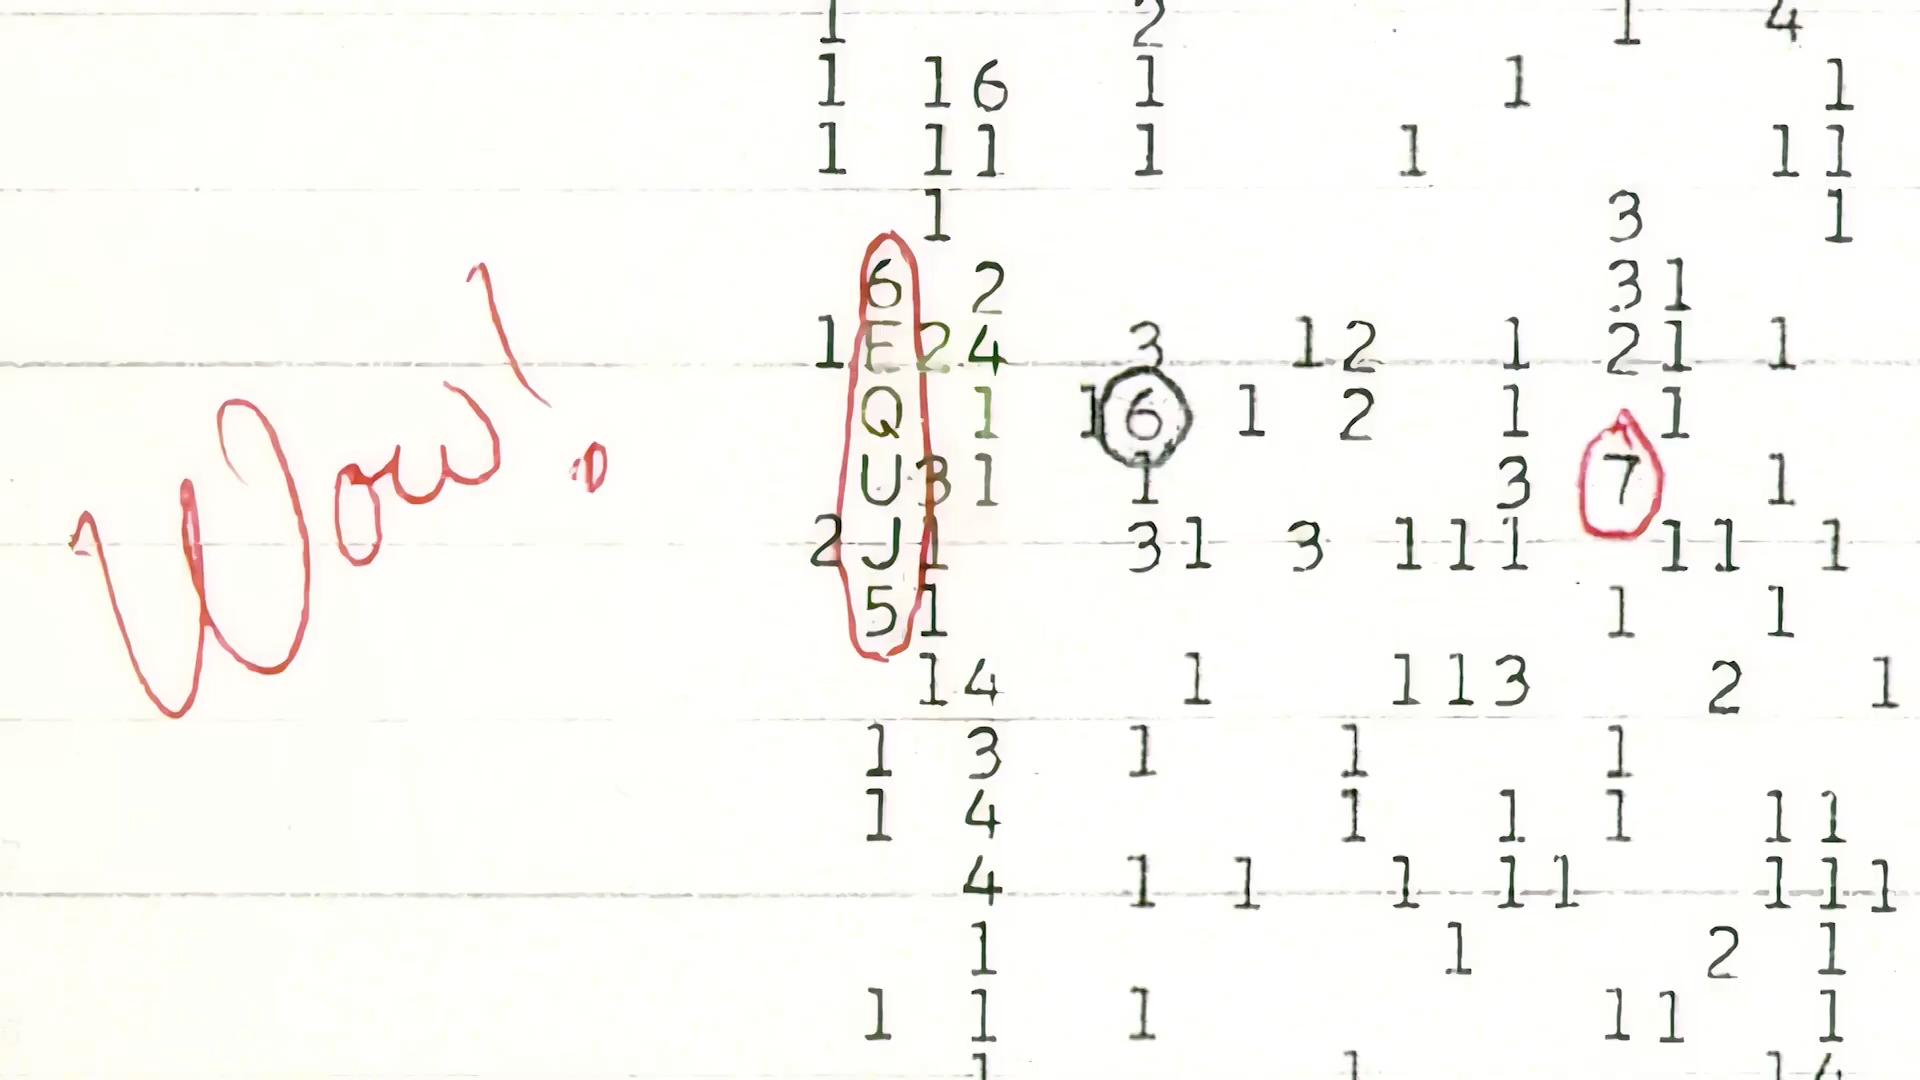 1 2 1 4
1 16 1 1 1
1 11 1 1 11
1 3 1
6 2 31
1E24 3 12 1 21 1
Q 1 16 1 2 1 1
U31 1 3 7 1
2J1 31 3 111 11 1
51 1 1
14 1 113 2 1
1 3 1 1 1
1 4 1 1 1 11
4 1 1 1 11 111
1 1 2 1
1 1 1 11 1
1 1 14
Wow!